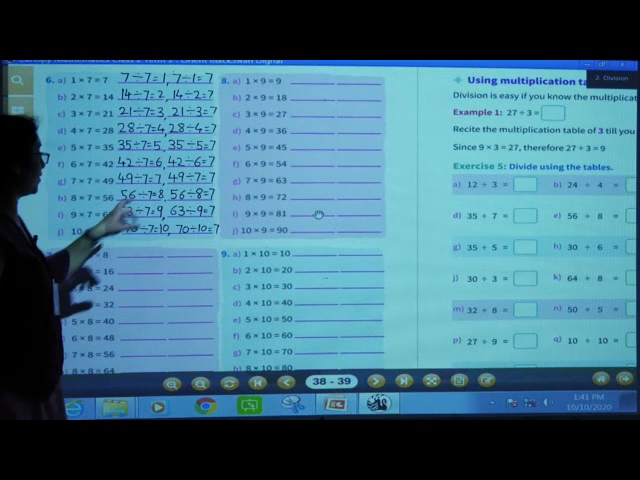 6. a) 1 × 7 = 7 7÷7=1, 7÷1=7
b) 2 × 7 = 14 14÷7=2, 14÷2=7
c) 3 × 7 = 21 21÷7=3, 21÷3=7
d) 4 × 7 = 28 28÷7=4, 28÷4=7
e) 5 × 7 = 35 35÷7=5, 35÷5=7
f) 6 × 7 = 42 42÷7=6, 42÷6=7
g) 7 × 7 = 49 49÷7=7, 49÷7=7
h) 8 × 7 = 56 56÷7=8, 56÷8=7
i) 9 × 7 = ÷7=9, 63÷9=7
j) 10 ÷7=10, 70÷10=7
= 8
= 16
= 24
= 32
5 × 8 = 40
6 × 8 = 48
7 × 8 = 56
8 × 8 = 64
8. a) 1 × 9 = 9
b) 2 × 9 = 18
c) 3 × 9 = 27
d) 4 × 9 = 36
e) 5 × 9 = 45
f) 6 × 9 = 54
g) 7 × 9 = 63
h) 8 × 9 = 72
i) 9 × 9 = 81
j) 10 × 9 = 90
9. a) 1 × 10 = 10
b) 2 × 10 = 20
c) 3 × 10 = 30
d) 4 × 10 = 40
e) 5 × 10 = 50
f) 6 × 10 = 60
g) 7 × 10 = 70
h) 8 × 10 = 80
2 Division
Using multiplication
Division is easy if you know the
Example 1: 27 ÷ 3 =
Recite the multiplication table of 3 till
Since 9 × 3 = 27, therefore 27 ÷ 3 = 9
Exercise 5: Divide using the tables.
a) 12 ÷ 3 = b) 24 ÷ 4 =
d) 35 ÷ 7 = e) 56 ÷ 8 =
g) 35 ÷ 5 = h) 30 ÷ 6 =
j) 30 ÷ 3 = k) 64 ÷ 8 =
m) 32 ÷ 8 = n) 50 ÷ 5 =
p) 27 ÷ 9 = q) 10 ÷ 10 =
38 - 39
1:41 PM
10/10/2020